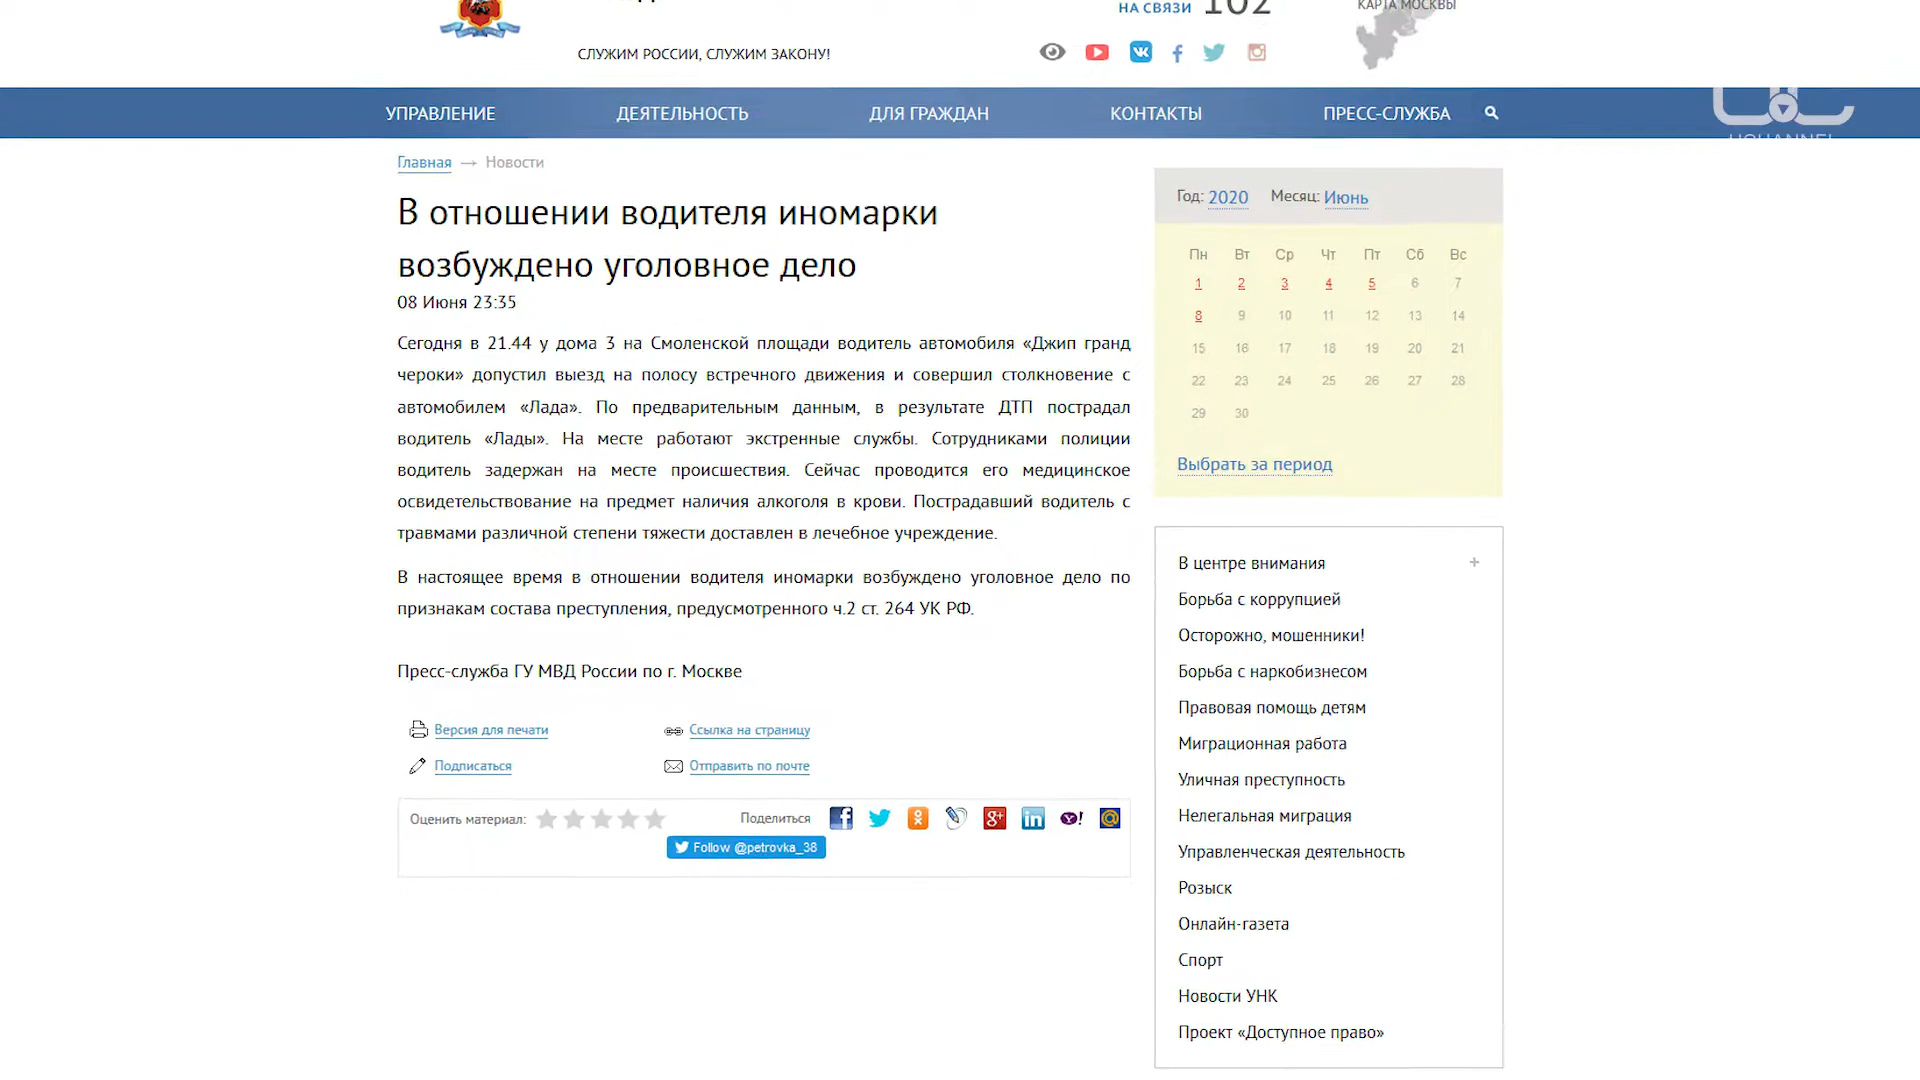 НА СВЯЗИ 102
КАРТА МОСКВЫ
СЛУЖИМ РОССИИ, СЛУЖИМ ЗАКОНУ!
УПРАВЛЕНИЕ ДЕЯТЕЛЬНОСТЬ ДЛЯ ГРАЖДАН КОНТАКТЫ ПРЕСС-СЛУЖБА
Главная → Новости
В отношении водителя иномарки
возбуждено уголовное дело
08 Июня 23:35
Сегодня в 21.44 у дома 3 на Смоленской площади водитель автомобиля «Джип гранд
чероки» допустил выезд на полосу встречного движения и совершил столкновение с
автомобилем «Лада». По предварительным данным, в результате ДТП пострадал
водитель «Лады». На месте работают экстренные службы. Сотрудниками полиции
водитель задержан на месте происшествия. Сейчас проводится его медицинское
освидетельствование на предмет наличия алкоголя в крови. Пострадавший водитель с
травмами различной степени тяжести доставлен в лечебное учреждение.
В настоящее время в отношении водителя иномарки возбуждено уголовное дело по
признакам состава преступления, предусмотренного ч.2 ст. 264 УК РФ.
Пресс-служба ГУ МВД России по г. Москве
Версия для печати Ссылка на страницу
Подписаться Отправить по почте
Оценить материал: Поделиться
Follow @petrovka_38
Год: 2020 Месяц: Июнь
Пн Вт Ср Чт Пт Сб Вс
1 2 3 4 5 6 7
8 9 10 11 12 13 14
15 16 17 18 19 20 21
22 23 24 25 26 27 28
29 30
Выбрать за период
В центре внимания +
Борьба с коррупцией
Осторожно, мошенники!
Борьба с наркобизнесом
Правовая помощь детям
Миграционная работа
Уличная преступность
Нелегальная миграция
Управленческая деятельность
Розыск
Онлайн-газета
Спорт
Новости УНК
Проект «Доступное право»